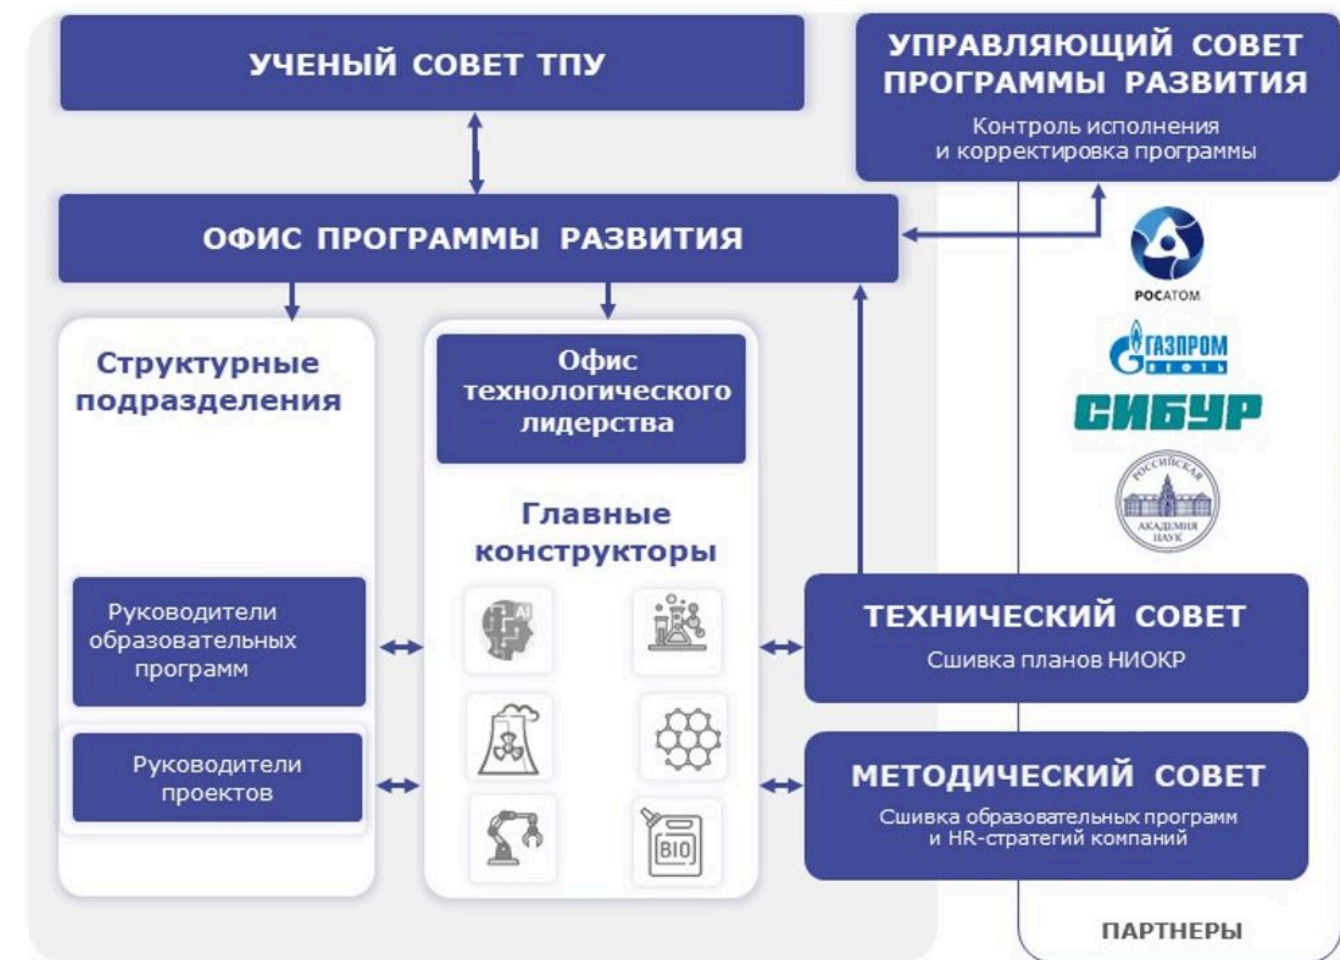 УЧЕНЫЙ СОВЕТ ТПУ
УПРАВЛЯЮЩИЙ СОВЕТ
ПРОГРАММЫ РАЗВИТИЯ
Контроль исполнения
и корректировка программы
ОФИС ПРОГРАММЫ РАЗВИТИЯ
РОСАТОМ
ГАЗПРОМ
НЕФТЬ
СИБУР
РОССИЙСКАЯ
АКАДЕМИЯ
НАУК
Структурные
подразделения
Офис
технологического
лидерства
Главные
конструкторы
AI
BIO
Руководители
образовательных
программ
Руководители
проектов
ТЕХНИЧЕСКИЙ СОВЕТ
Сшивка планов НИОКР
МЕТОДИЧЕСКИЙ СОВЕТ
Сшивка образовательных программ
и HR-стратегий компаний
ПАРТНЕРЫ